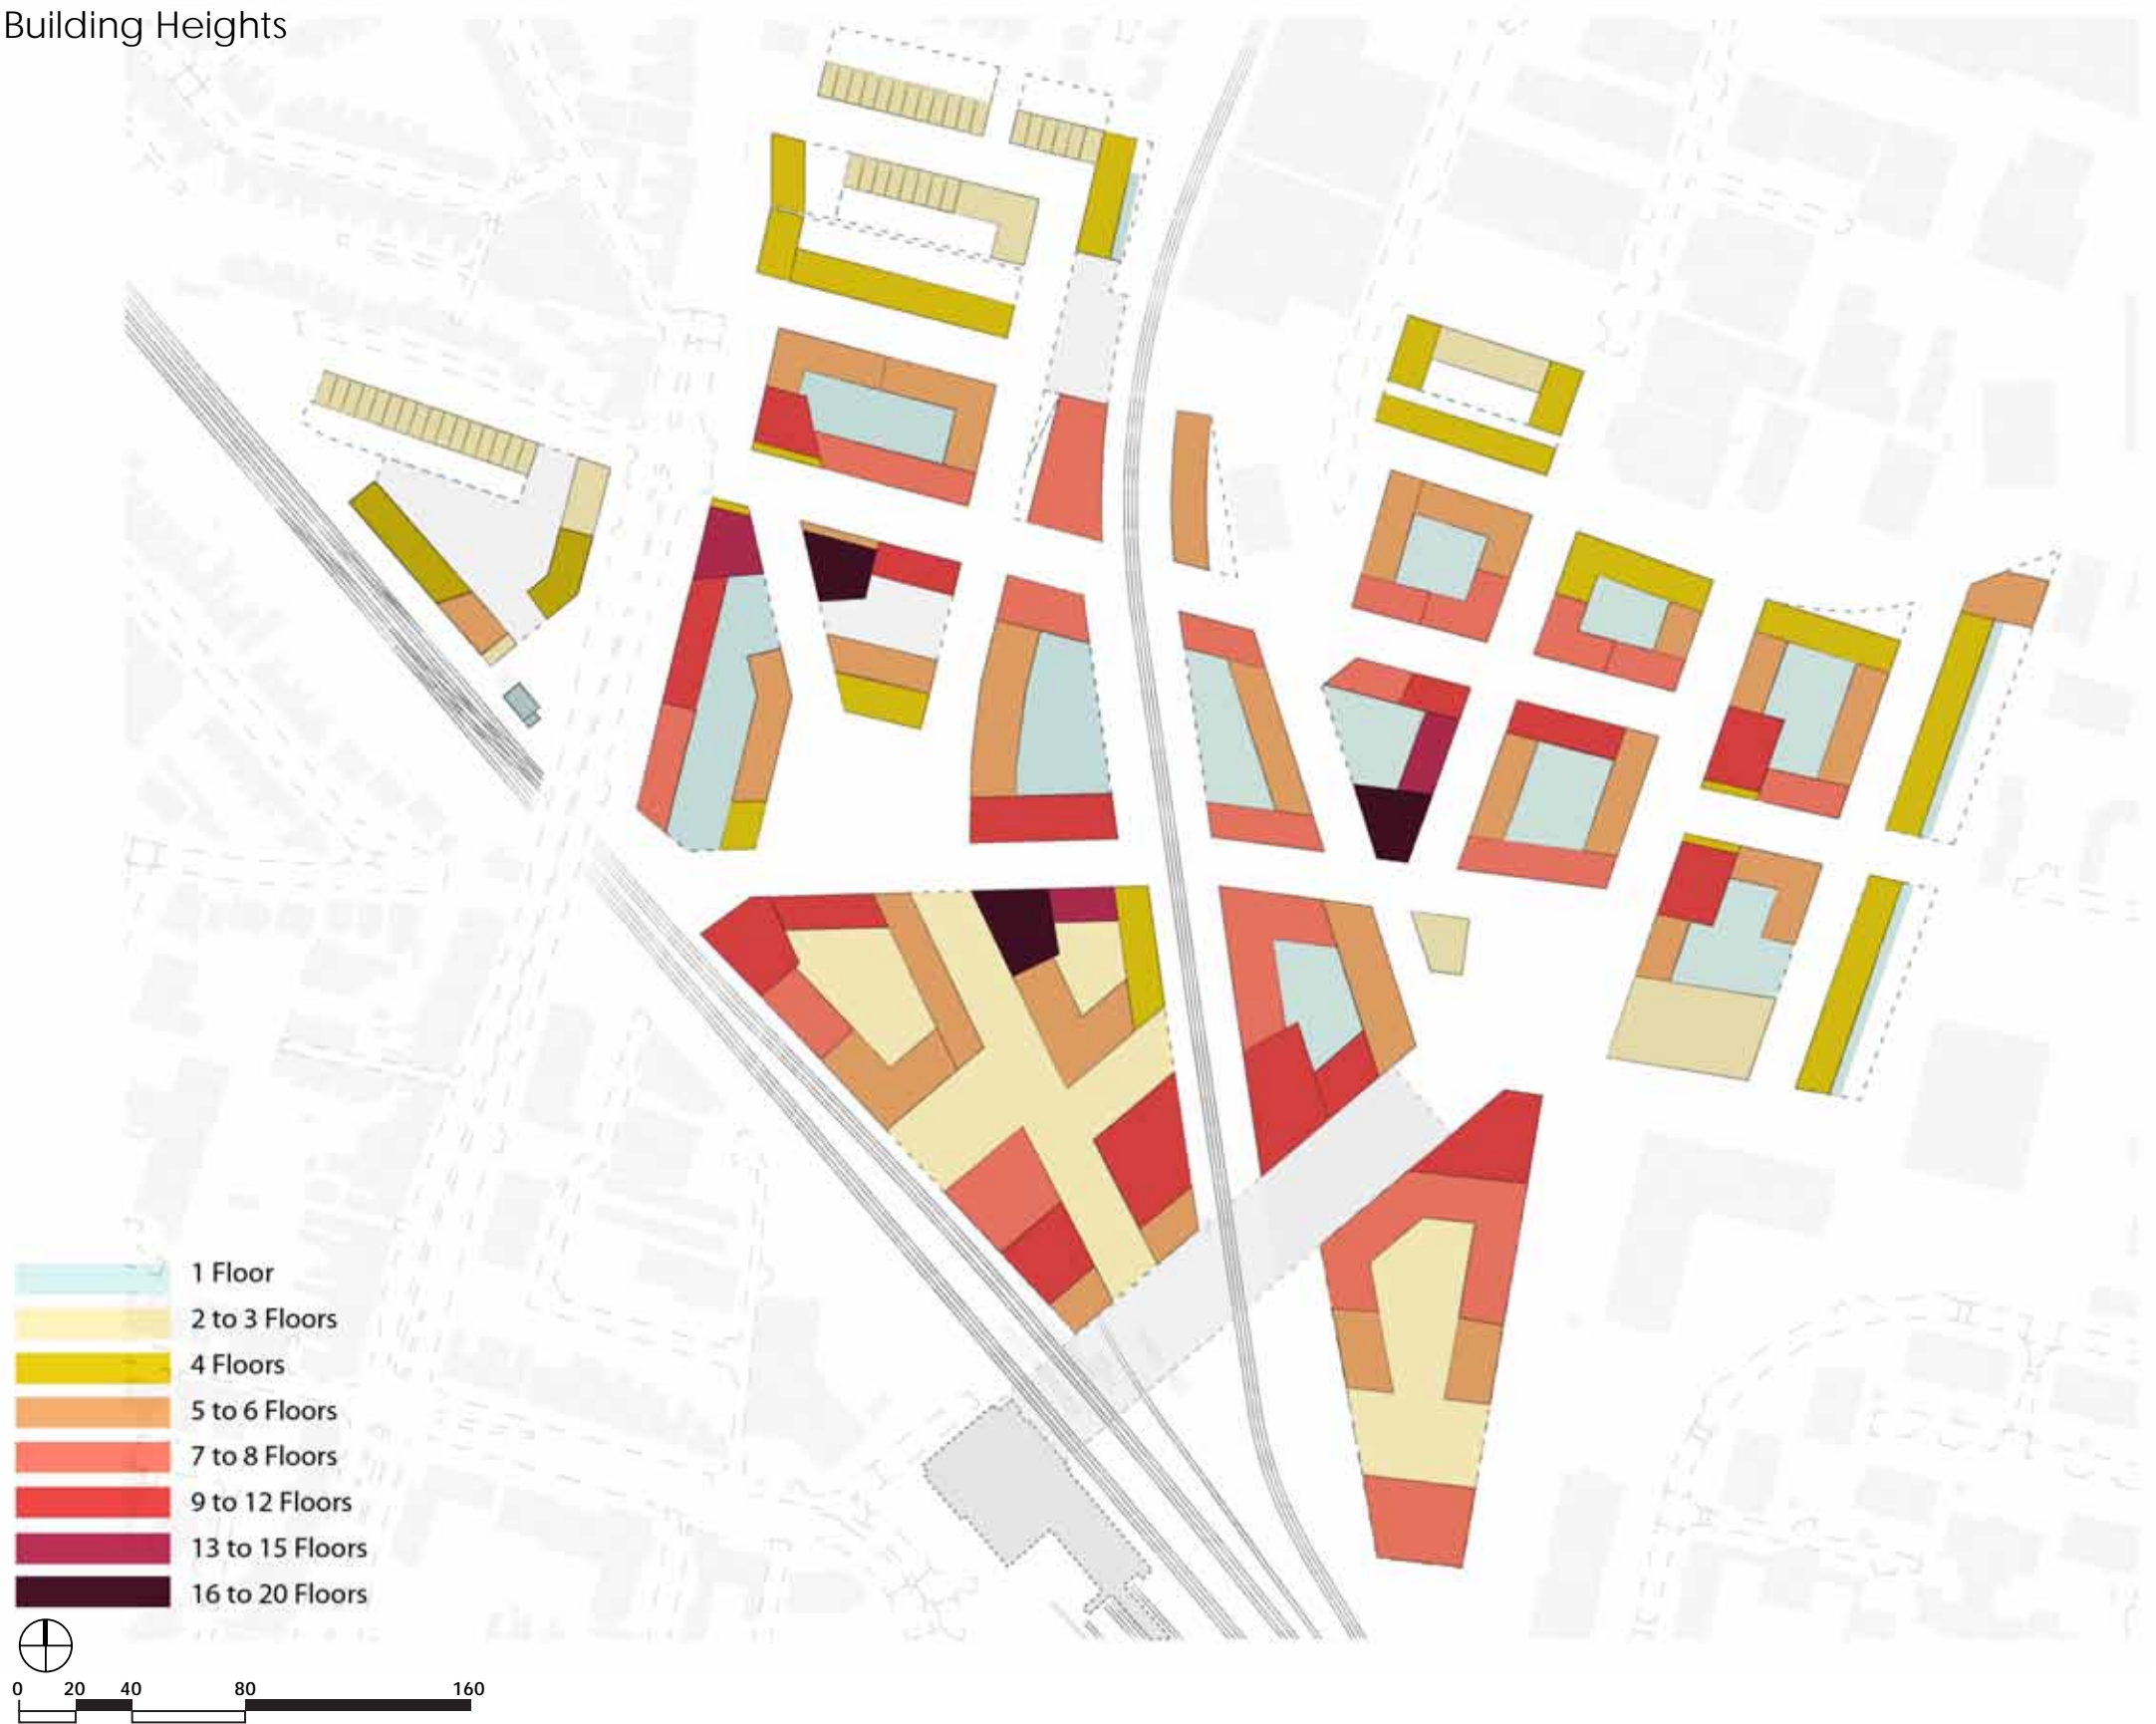 Building Heights
1 Floor
2 to 3 Floors
4 Floors
5 to 6 Floors
7 to 8 Floors
9 to 12 Floors
13 to 15 Floors
16 to 20 Floors
0 20 40 80 160